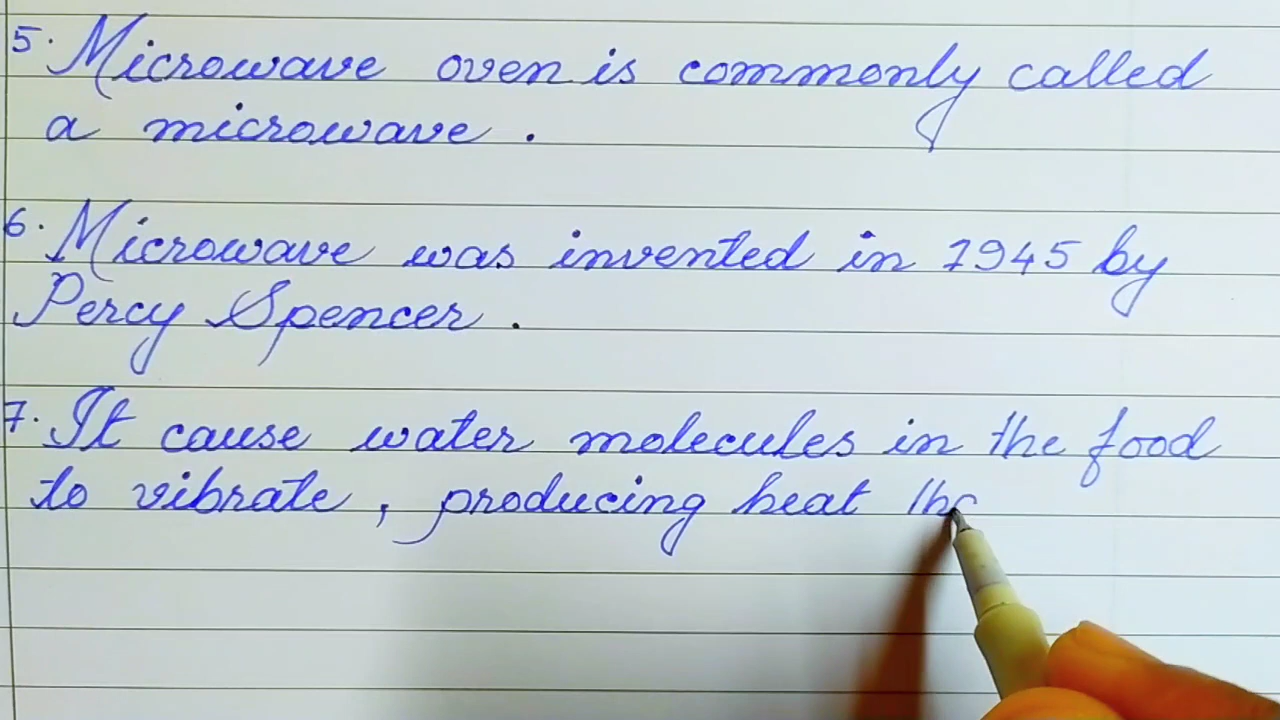 5. Microwave oven is commonly called
a microwave .
6. Microwave was invented in 1945 by
Percy Spencer .
7. It cause water molecules in the food
to vibrate , producing heat